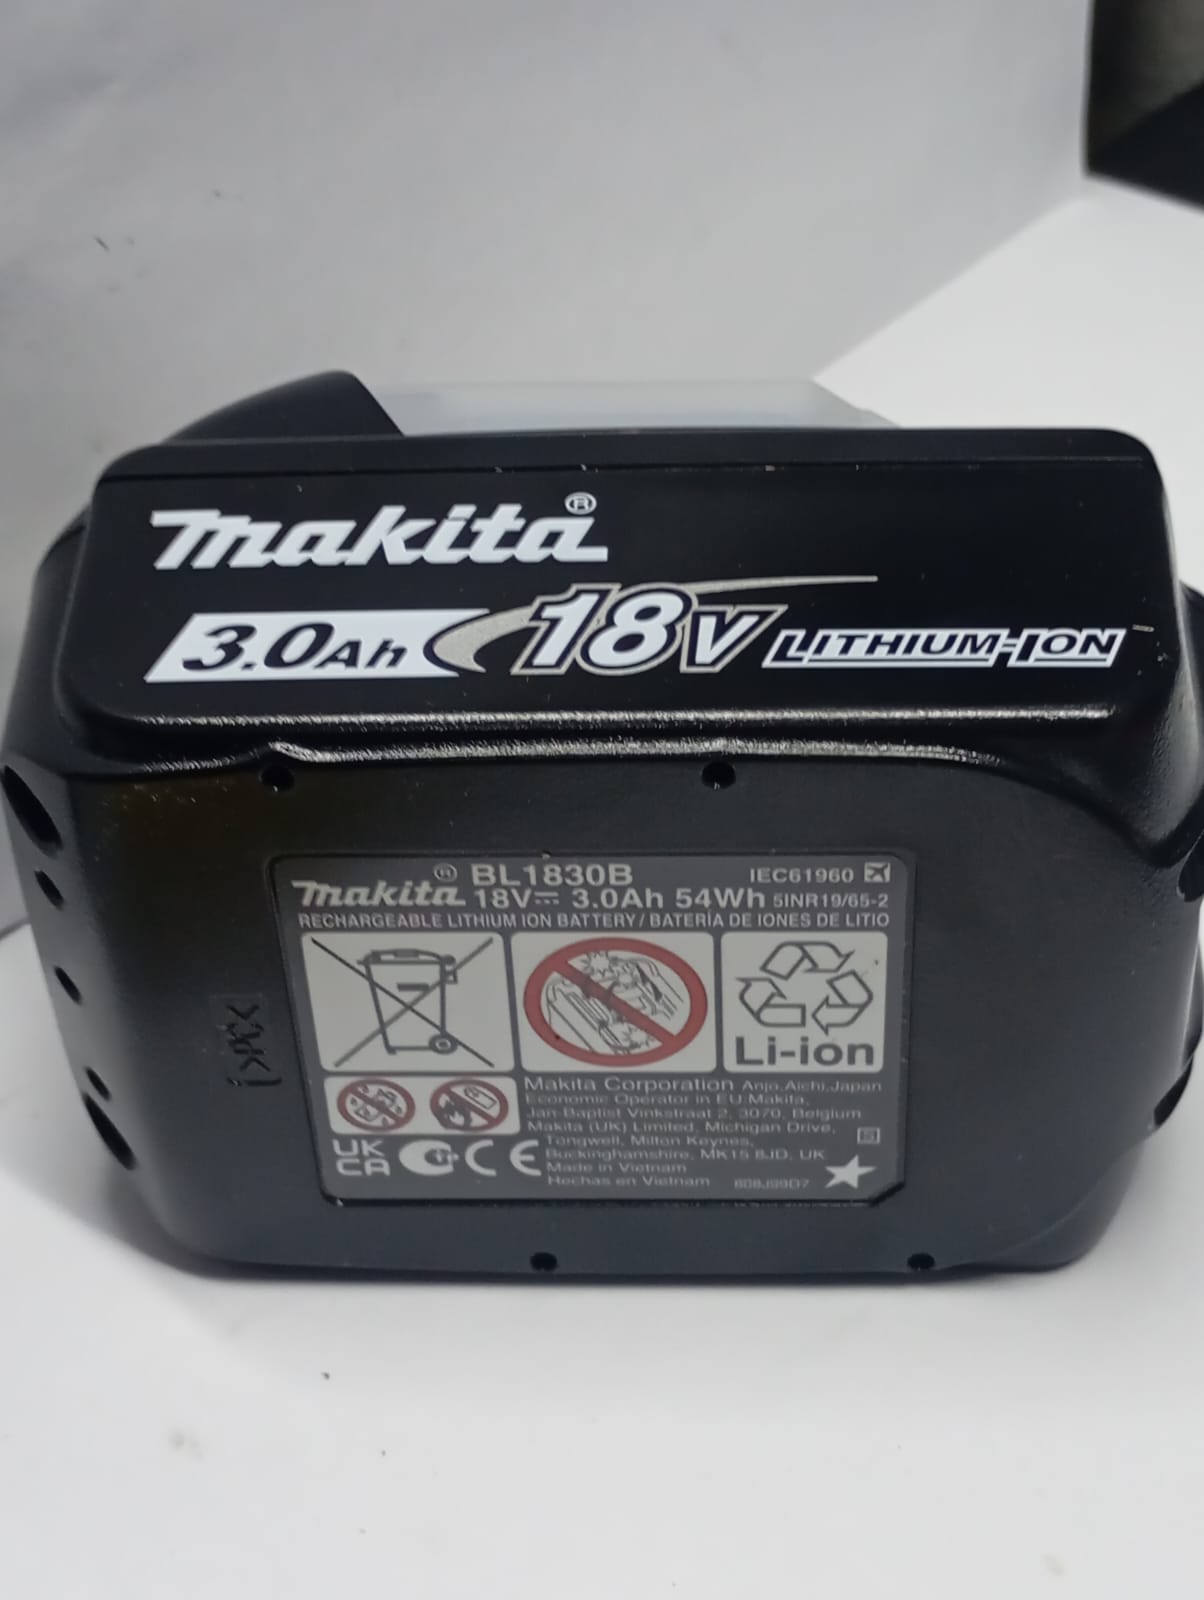 makita®
3.0Ah 18V LITHIUM-ION
makita® BL1830B IEC61960
18V 3.0Ah 54Wh 5INR19/65-2
RECHARGEABLE LITHIUM ION BATTERY / BATERÍA DE IONES DE LITIO
Li-ion
Makita Corporation Anjo, Aichi, Japan
Economic Operator in EU: Makita,
Jan-Baptist Vinkstraat 2, 3070, Belgium
Makita (UK) Limited, Michigan Drive,
Tongwell, Milton Keynes,
Buckinghamshire, MK15 8JD, UK
Made in Vietnam
Hechas en Vietnam
UK
CA
CE
>PC<